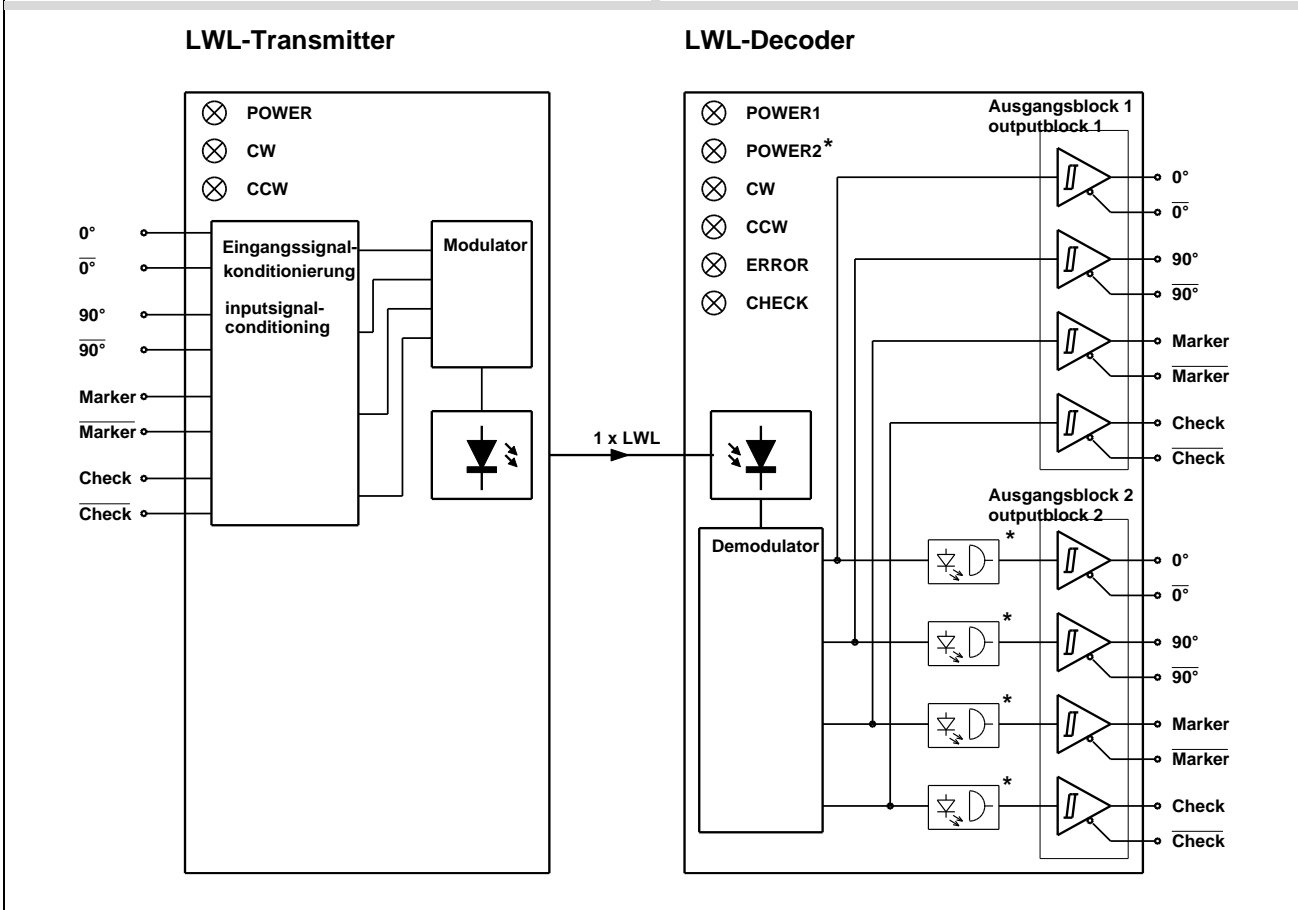 LWL-Transmitter
LWL-Decoder
POWER
CW
CCW
0°
0°
90°
90°
Marker
Marker
Check
Check
Eingangssignal-
konditionierung
inputsignal-
conditioning
Modulator
1 x LWL
POWER1
POWER2*
CW
CCW
ERROR
CHECK
Demodulator
Ausgangsblock 1
outputblock 1
0°
0°
90°
90°
Marker
Marker
Check
Check
Ausgangsblock 2
outputblock 2
*
*
*
*
0°
0°
90°
90°
Marker
Marker
Check
Check